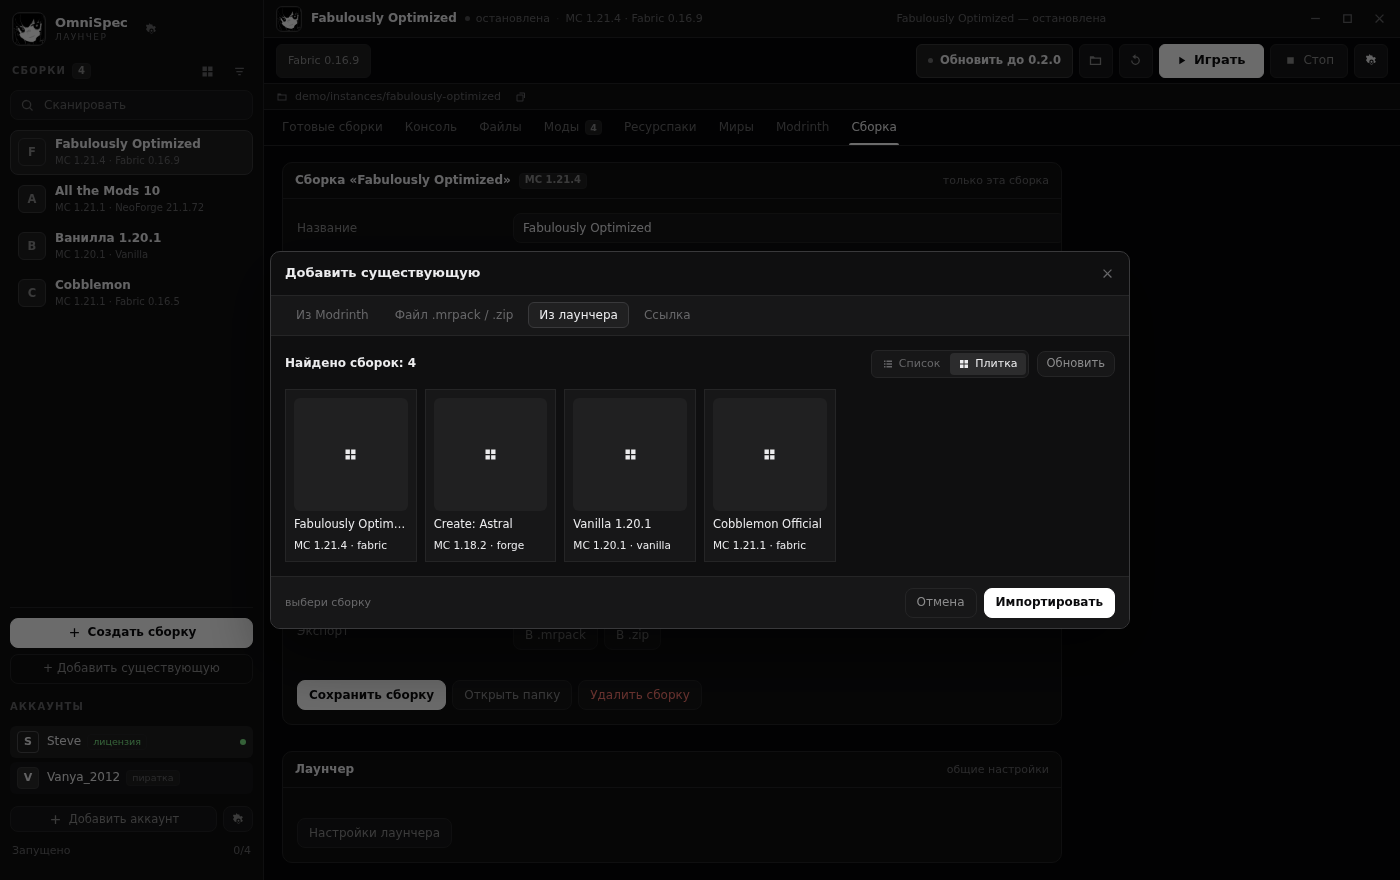 OmniSpec
ЛАУНЧЕР
СБОРКИ 4
Сканировать
F Fabulously Optimized
MC 1.21.4 · Fabric 0.16.9
A All the Mods 10
MC 1.21.1 · NeoForge 21.1.72
В Ванилла 1.20.1
MC 1.20.1 · Vanilla
C Cobblemon
MC 1.21.1 · Fabric 0.16.5
+ Создать сборку
+ Добавить существующую
АККАУНТЫ
S Steve лицензия
V Vanya_2012 пиратка
+ Добавить аккаунт
Запущено 0/4
Fabulously Optimized остановлена · MC 1.21.4 · Fabric 0.16.9
Fabulously Optimized — остановлена
Fabric 0.16.9
Обновить до 0.2.0
Играть
Стоп
demo/instances/fabulously-optimized
Готовые сборки Консоль Файлы Моды 4 Ресурспаки Миры Modrinth Сборка
Сборка «Fabulously Optimized» MC 1.21.4 только эта сборка
Название Fabulously Optimized
Добавить существующую
Из Modrinth Файл .mrpack / .zip Из лаунчера Ссылка
Найдено сборок: 4 Список Плитка Обновить
Fabulously Optim...
MC 1.21.4 · fabric
Create: Astral
MC 1.18.2 · forge
Vanilla 1.20.1
MC 1.20.1 · vanilla
Cobblemon Official
MC 1.21.1 · fabric
выбери сборку Отмена Импортировать
Экспорт В .mrpack В .zip
Сохранить сборку Открыть папку Удалить сборку
Лаунчер общие настройки
Настройки лаунчера